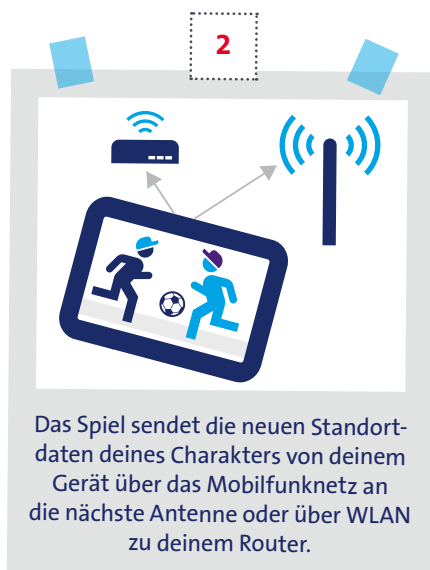 2
Das Spiel sendet die neuen Standort-
daten deines Charakters von deinem
Gerät über das Mobilfunknetz an
die nächste Antenne oder über WLAN
zu deinem Router.